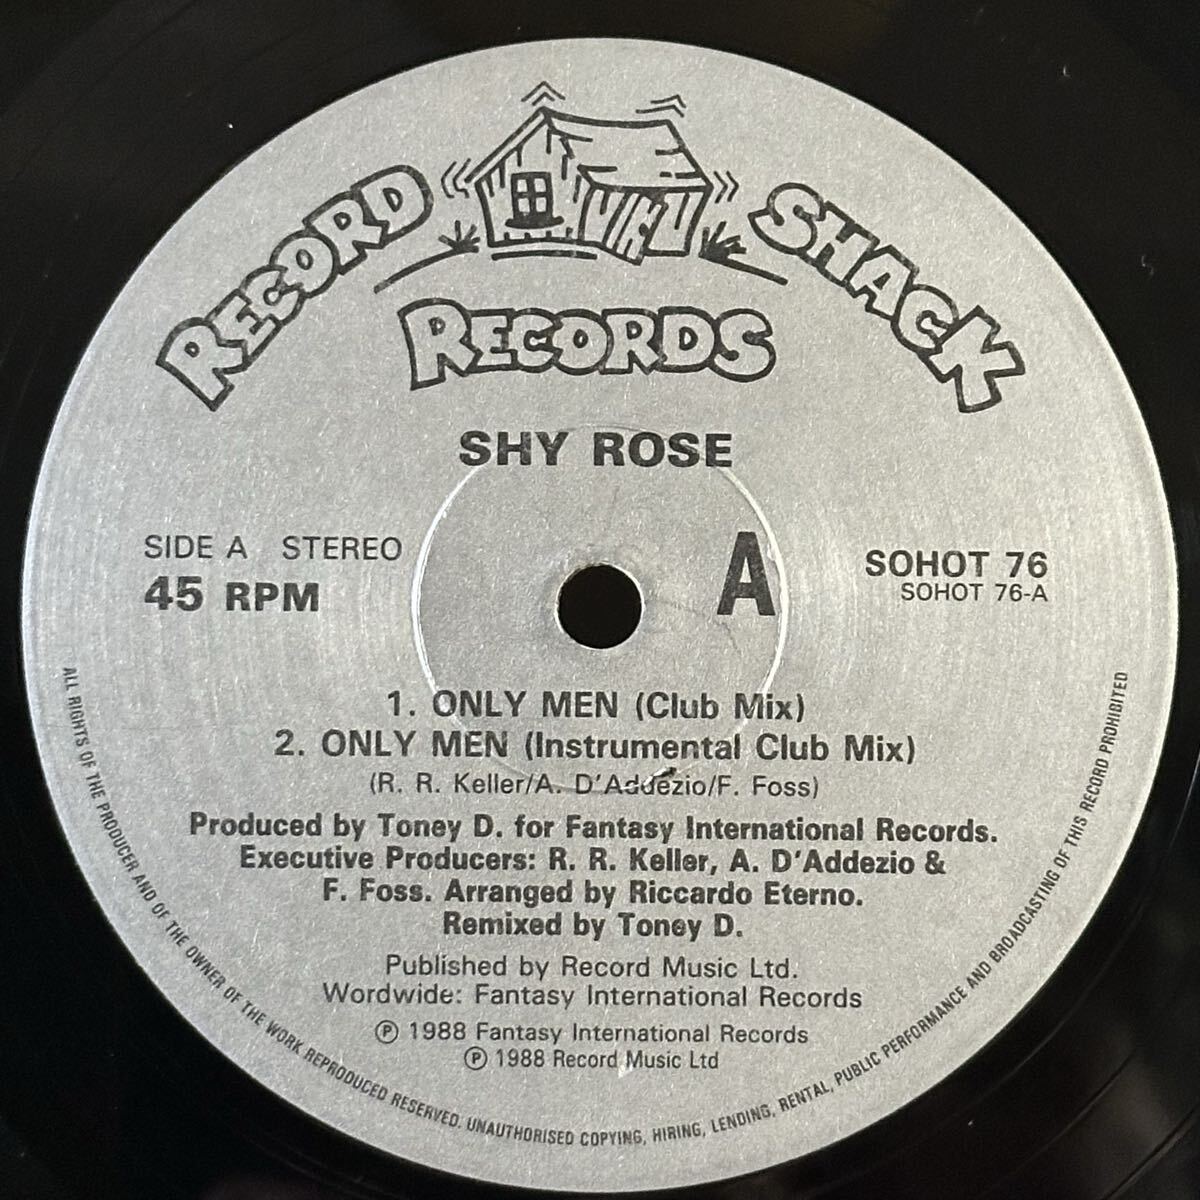 RECORD SHACK
RECORDS
SHY ROSE
SIDE A STEREO
45 RPM
A
SOHOT 76
SOHOT 76-A
1. ONLY MEN (Club Mix)
2. ONLY MEN (Instrumental Club Mix)
(R. R. Keller/A. D'Addezio/F. Foss)
Produced by Toney D. for Fantasy International Records.
Executive Producers: R. R. Keller, A. D'Addezio &
F. Foss. Arranged by Riccardo Eterno.
Remixed by Toney D.
Published by Record Music Ltd.
Wordwide: Fantasy International Records
℗ 1988 Fantasy International Records
℗ 1988 Record Music Ltd
ALL RIGHTS OF THE PRODUCER AND OF THE OWNER OF THE WORK REPRODUCED RESERVED. UNAUTHORISED COPYING, HIRING, LENDING, RENTAL, PUBLIC PERFORMANCE AND BROADCASTING OF THIS RECORD PROHIBITED